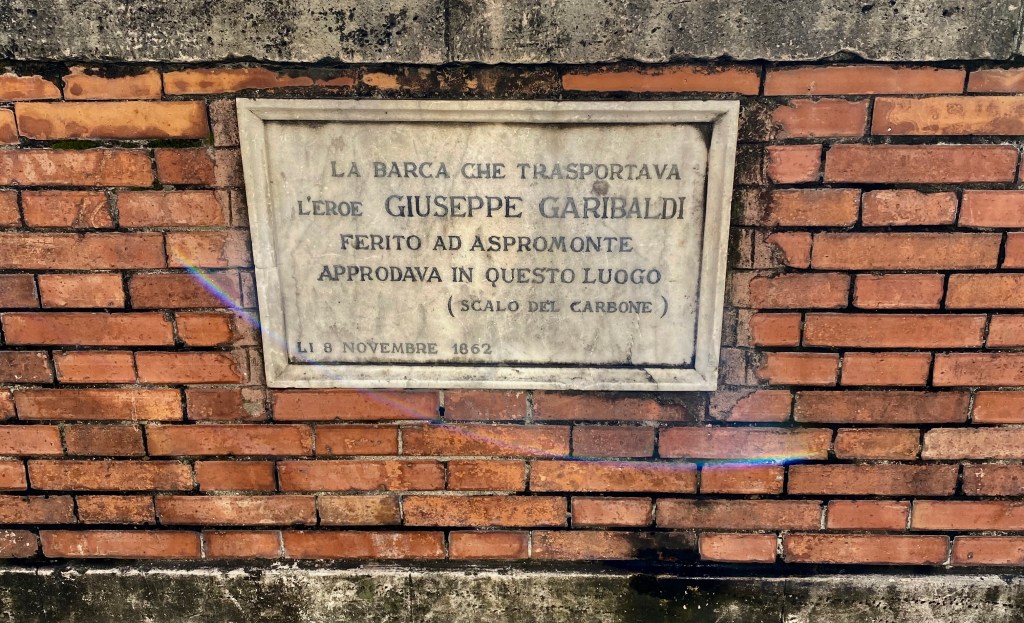 LA BARCA CHE TRASPORTAVA
L'EROE GIUSEPPE GARIBALDI
FERITO AD ASPROMONTE
APPRODAVA IN QUESTO LUOGO
(SCALO DEL CARBONE)
LI 8 NOVEMBRE 1862